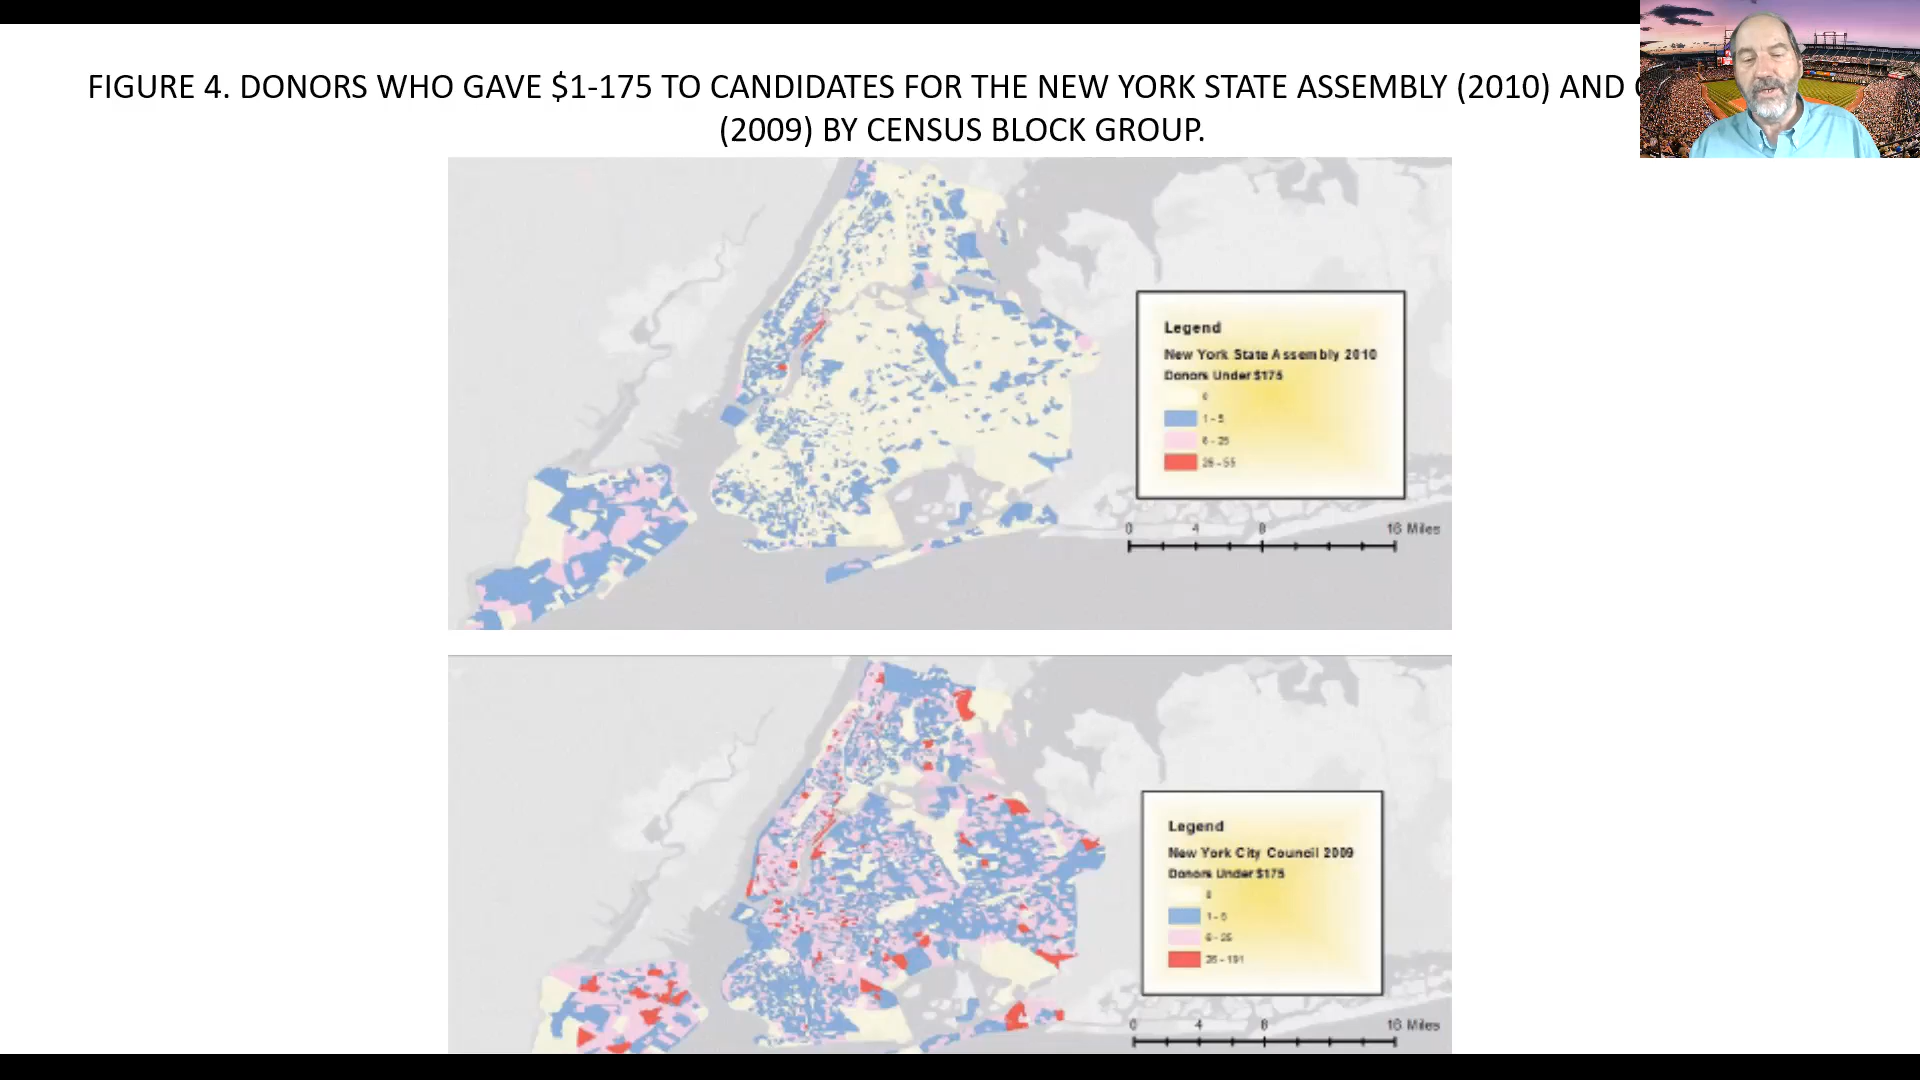 FIGURE 4. DONORS WHO GAVE $1-175 TO CANDIDATES FOR THE NEW YORK STATE ASSEMBLY (2010) AND
(2009) BY CENSUS BLOCK GROUP.
Legend
New York State Assembly 2010
Donors Under $175
0
1 - 5
6 - 25
26 - 55
0 4 8 16 Miles
Legend
New York City Council 2009
Donors Under $175
0
1 - 5
6 - 25
26 - 191
0 4 8 16 Miles